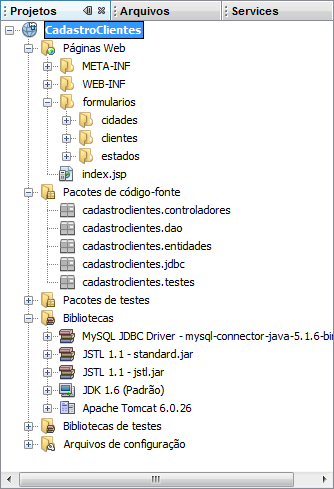 Projetos Arquivos Services
CadastroClientes
Páginas Web
META-INF
WEB-INF
formularios
cidades
clientes
estados
index.jsp
Pacotes de código-fonte
cadastroclientes.controladores
cadastroclientes.dao
cadastroclientes.entidades
cadastroclientes.jdbc
cadastroclientes.testes
Pacotes de testes
Bibliotecas
MySQL JDBC Driver - mysql-connector-java-5.1.6-bin
JSTL 1.1 - standard.jar
JSTL 1.1 - jstl.jar
JDK 1.6 (Padrão)
Apache Tomcat 6.0.26
Bibliotecas de testes
Arquivos de configuração